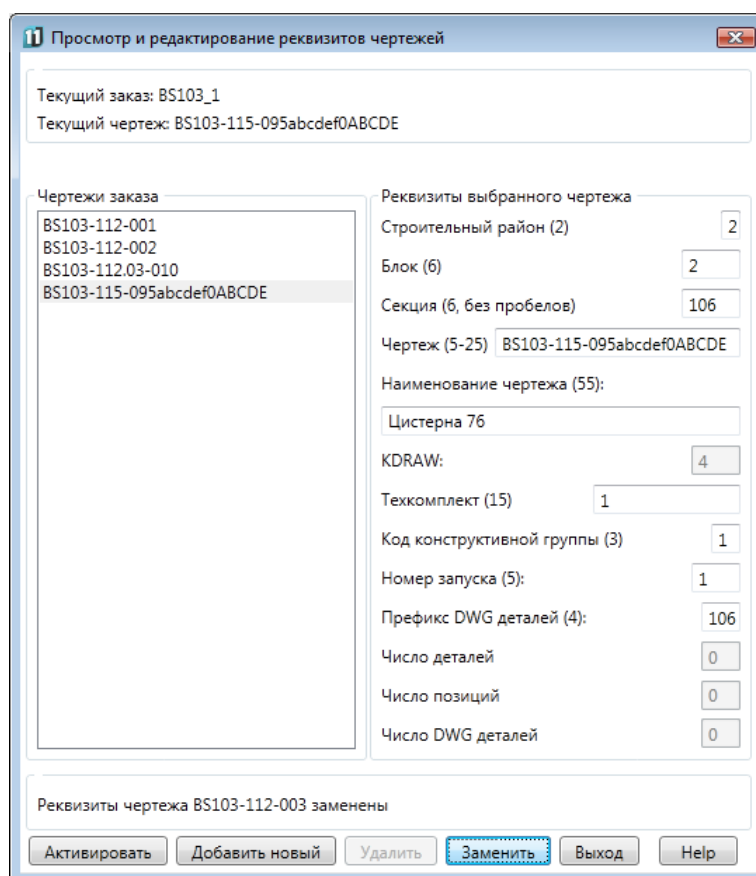 Просмотр и редактирование реквизитов чертежей
Текущий заказ: BS103_1
Текущий чертеж: BS103-115-095abcdef0ABCDE
Чертежи заказа
BS103-112-001
BS103-112-002
BS103-112.03-010
BS103-115-095abcdef0ABCDE
Реквизиты выбранного чертежа
Строительный район (2) 2
Блок (6) 2
Секция (6, без пробелов) 106
Чертеж (5-25) BS103-115-095abcdef0ABCDE
Наименование чертежа (55):
Цистерна 76
KDRAW: 4
Техкомплект (15) 1
Код конструктивной группы (3) 1
Номер запуска (5): 1
Префикс DWG деталей (4): 106
Число деталей 0
Число позиций 0
Число DWG деталей 0
Реквизиты чертежа BS103-112-003 заменены
Активировать Добавить новый Удалить Заменить Выход Help